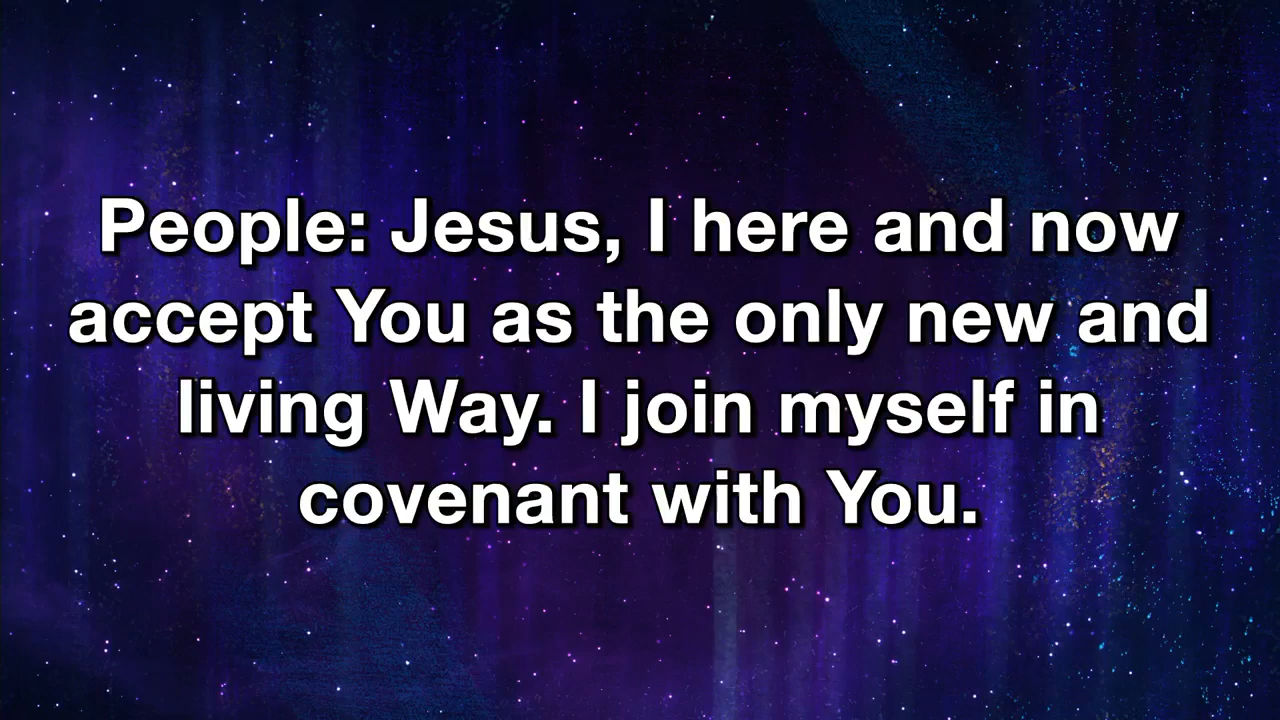 People: Jesus, I here and now
accept You as the only new and
living Way. I join myself in
covenant with You.